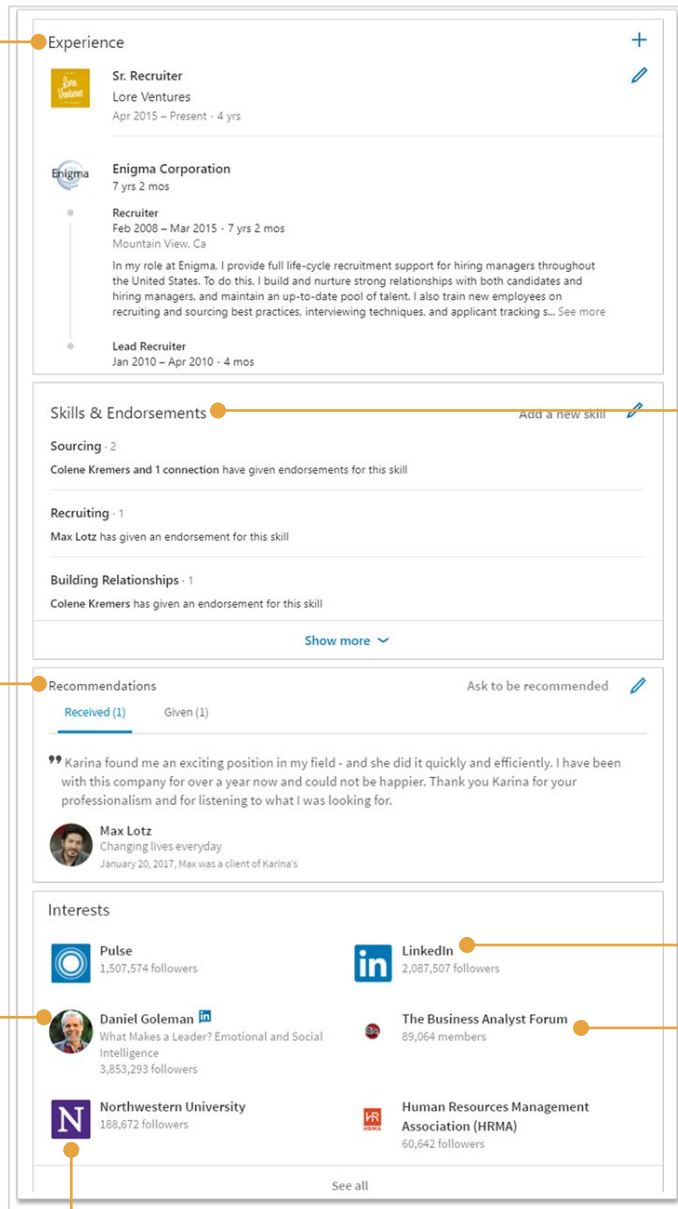 Experience
Lore Ventures
Sr. Recruiter
Lore Ventures
Apr 2015 – Present · 4 yrs
Enigma
Enigma Corporation
7 yrs 2 mos
Recruiter
Feb 2008 – Mar 2015 · 7 yrs 2 mos
Mountain View, Ca
In my role at Enigma, I provide full life-cycle recruitment support for hiring managers throughout
the United States. To do this, I build and nurture strong relationships with both candidates and
hiring managers, and maintain an up-to-date pool of talent. I also train new employees on
recruiting and sourcing best practices, interviewing techniques, and applicant tracking s... See more
Lead Recruiter
Jan 2010 – Apr 2010 · 4 mos
Skills & Endorsements
Add a new skill
Sourcing · 2
Colene Kremers and 1 connection have given endorsements for this skill
Recruiting · 1
Max Lotz has given an endorsement for this skill
Building Relationships · 1
Colene Kremers has given an endorsement for this skill
Show more
Recommendations
Ask to be recommended
Received (1) Given (1)
” Karina found me an exciting position in my field - and she did it quickly and efficiently. I have been
with this company for over a year now and could not be happier. Thank you Karina for your
professionalism and for listening to what I was looking for.
Max Lotz
Changing lives everyday
January 20, 2017, Max was a client of Karina's
Interests
Pulse
1,507,574 followers
in
LinkedIn
2,087,507 followers
Daniel Goleman in
What Makes a Leader? Emotional and Social
Intelligence
3,853,293 followers
The Business Analyst Forum
89,064 members
N
Northwestern University
188,672 followers
HR
HRMA
Human Resources Management
Association (HRMA)
60,642 followers
See all